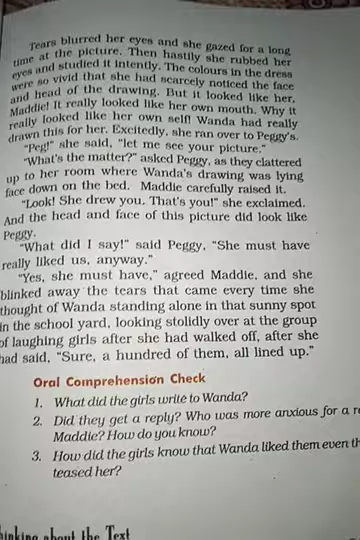 Tears blurred her eyes and she gazed for a long
time at the picture. Then hastily she rubbed her
eyes and studied it intently. The colours in the dress
were so vivid that she had scarcely noticed the face
and head of the drawing. But it looked like her,
Maddie! It really looked like her own mouth. Why it
really looked like her own self! Wanda had really
drawn this for her. Excitedly, she ran over to Peggy's.
"Peg!" she said, "let me see your picture."
"What's the matter?" asked Peggy, as they clattered
up to her room where Wanda's drawing was lying
face down on the bed. Maddie carefully raised it.
"Look! She drew you. That's you!" she exclaimed.
And the head and face of this picture did look like
Peggy.
"What did I say!" said Peggy, "She must have
really liked us, anyway."
"Yes, she must have," agreed Maddie, and she
blinked away the tears that came every time she
thought of Wanda standing alone in that sunny spot
in the school yard, looking stolidly over at the group
of laughing girls after she had walked off, after she
had said, "Sure, a hundred of them, all lined up."
Oral Comprehension Check
1. What did the girls write to Wanda?
2. Did they get a reply? Who was more anxious for a re
Maddie? How do you know?
3. How did the girls know that Wanda liked them even th
teased her?
hinking about the Text